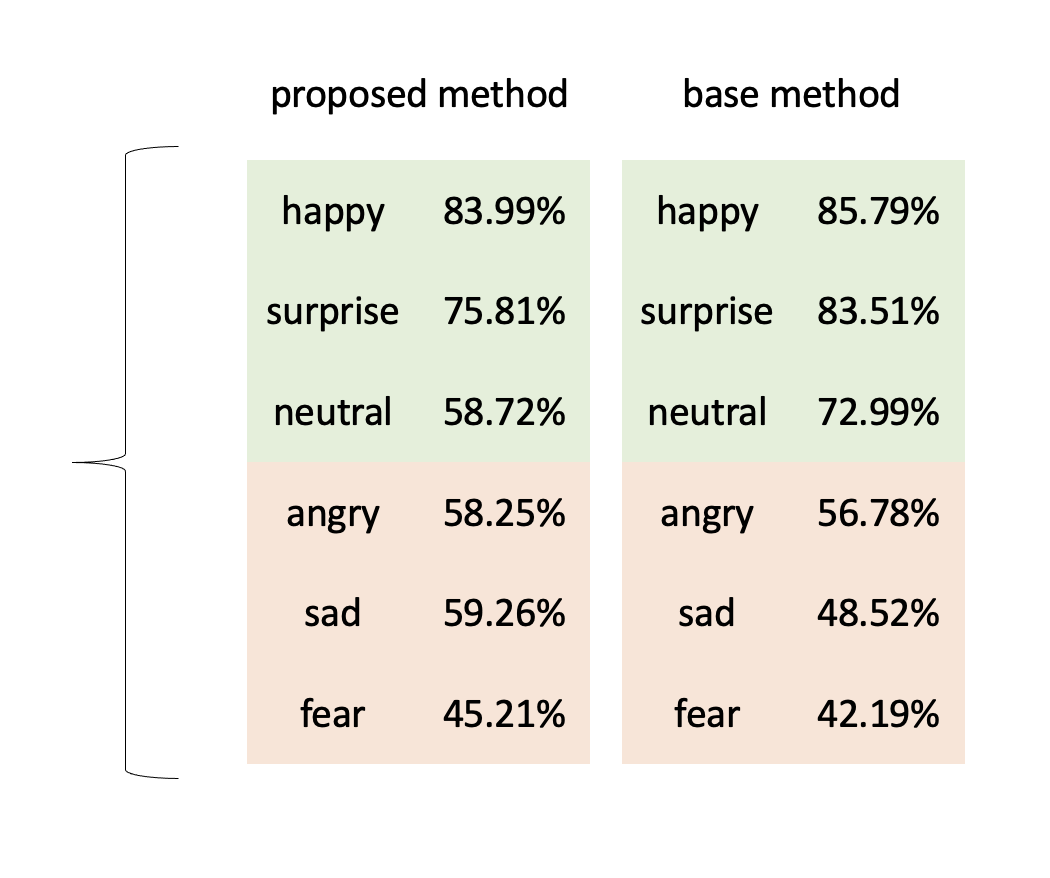 proposed method base method
happy 83.99% happy 85.79%
surprise 75.81% surprise 83.51%
neutral 58.72% neutral 72.99%
angry 58.25% angry 56.78%
sad 59.26% sad 48.52%
fear 45.21% fear 42.19%